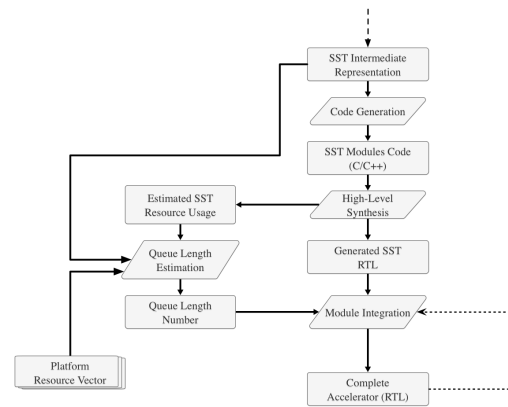 SST Intermediate
Representation
Code Generation
SST Modules Code
(C/C++)
Estimated SST
Resource Usage
High-Level
Synthesis
Queue Length
Estimation
Generated SST
RTL
Queue Length
Number
Module Integration
Platform
Resource Vector
Complete
Accelerator (RTL)